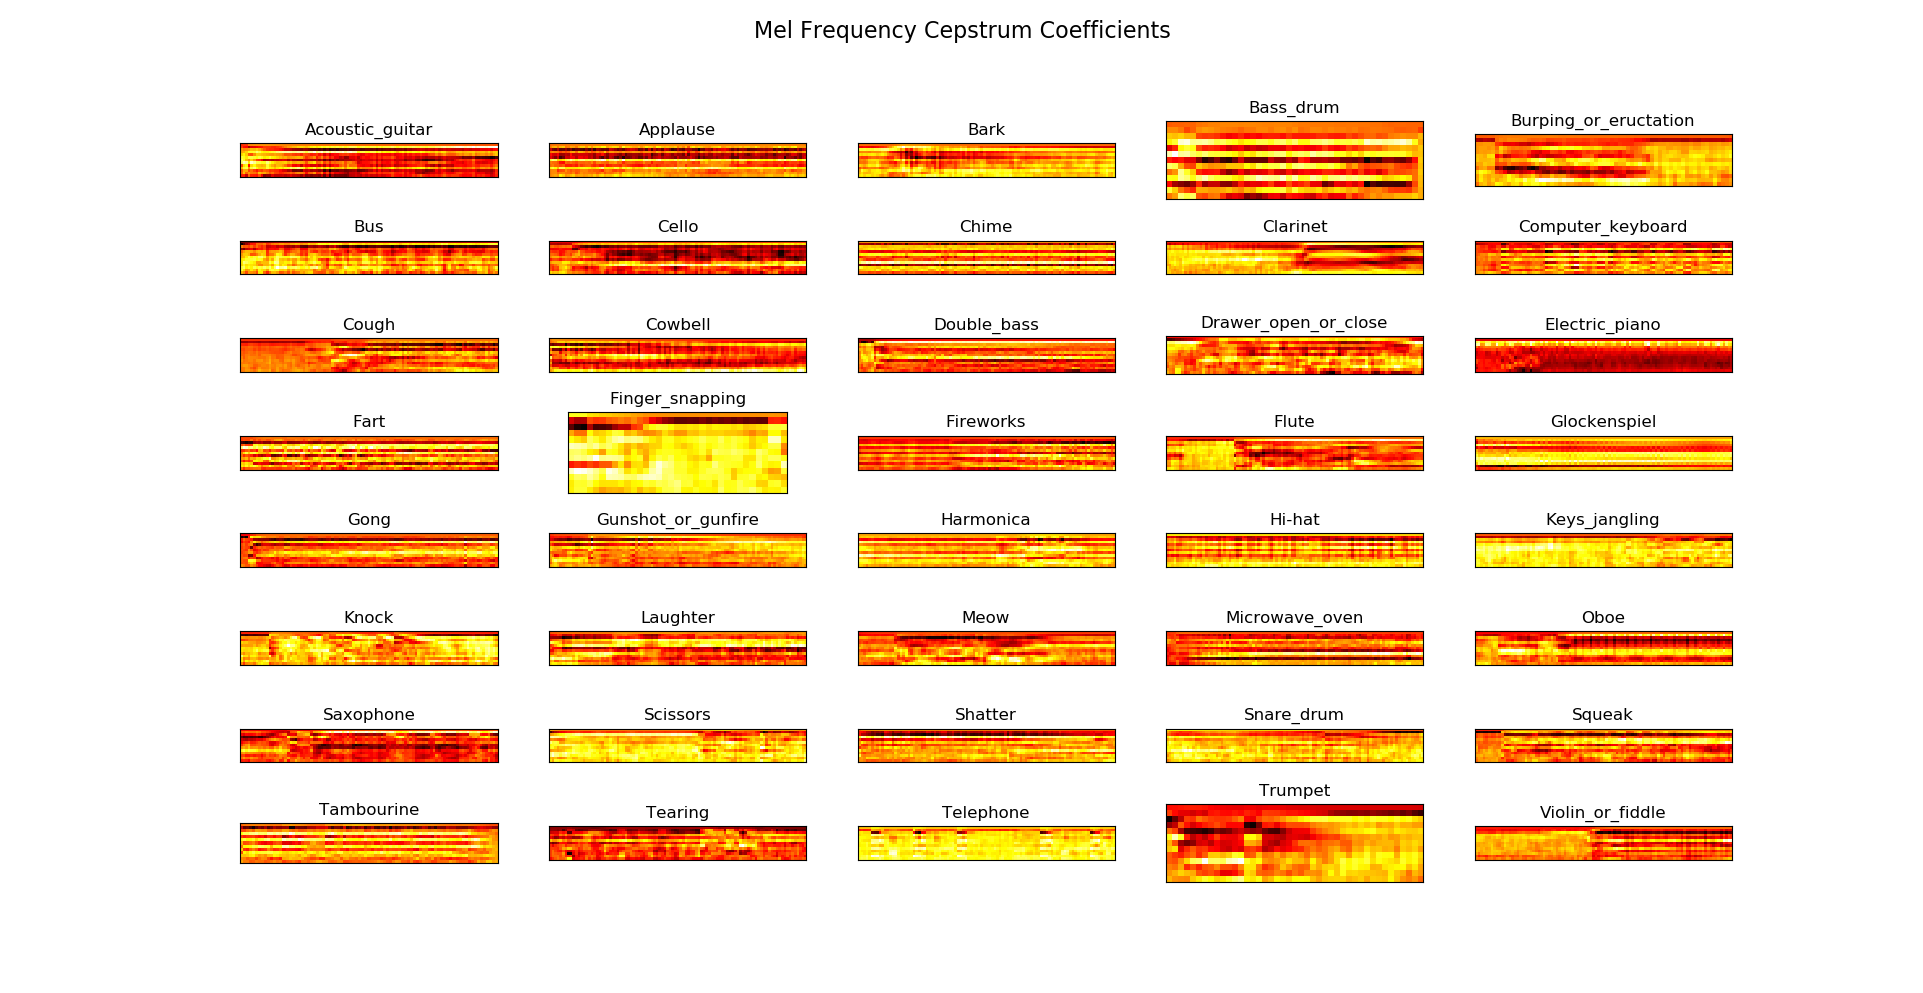 Mel Frequency Cepstrum Coefficients
Acoustic_guitar
Applause
Bark
Bass_drum
Burping_or_eructation
Bus
Cello
Chime
Clarinet
Computer_keyboard
Cough
Cowbell
Double_bass
Drawer_open_or_close
Electric_piano
Fart
Finger_snapping
Fireworks
Flute
Glockenspiel
Gong
Gunshot_or_gunfire
Harmonica
Hi-hat
Keys_jangling
Knock
Laughter
Meow
Microwave_oven
Oboe
Saxophone
Scissors
Shatter
Snare_drum
Squeak
Tambourine
Tearing
Telephone
Trumpet
Violin_or_fiddle